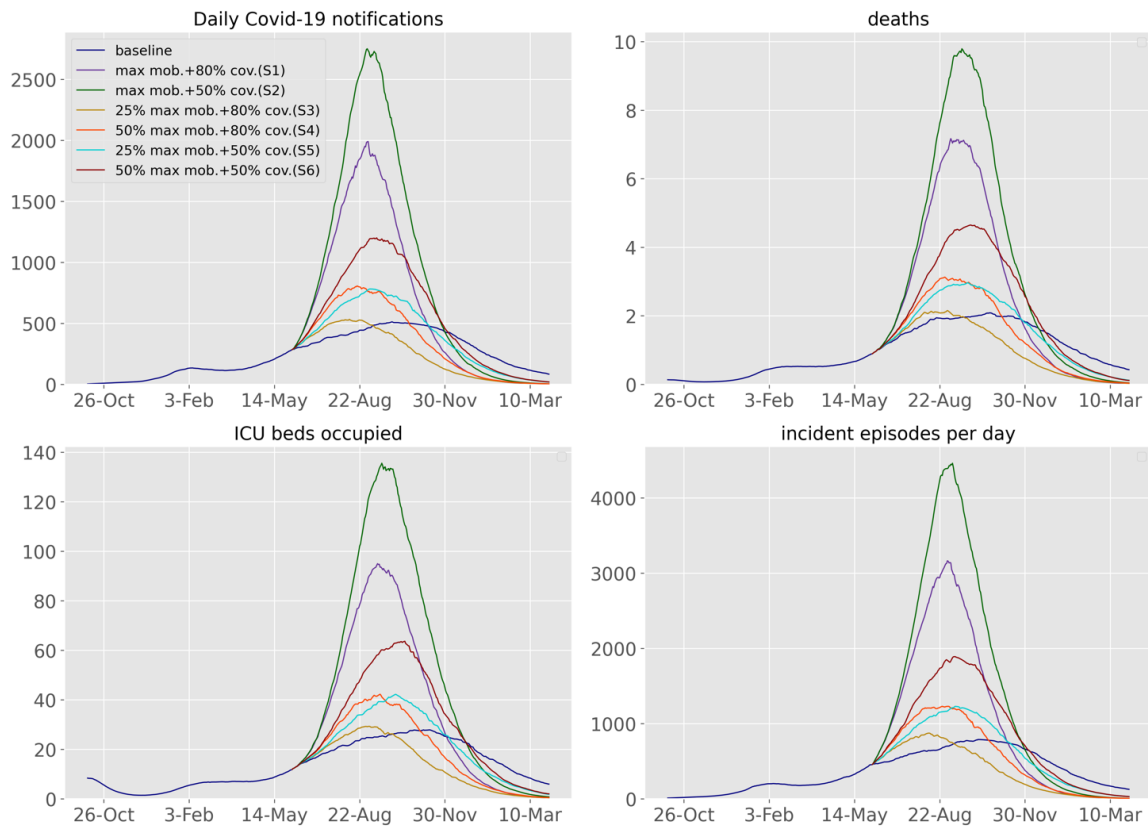 Daily Covid-19 notifications
2500
2000
1500
1000
500
0
26-Oct 3-Feb 14-May 22-Aug 30-Nov 10-Mar
baseline
max mob.+80% cov.(S1)
max mob.+50% cov.(S2)
25% max mob.+80% cov.(S3)
50% max mob.+80% cov.(S4)
25% max mob.+50% cov.(S5)
50% max mob.+50% cov.(S6)
deaths
10
8
6
4
2
0
26-Oct 3-Feb 14-May 22-Aug 30-Nov 10-Mar
ICU beds occupied
140
120
100
80
60
40
20
0
26-Oct 3-Feb 14-May 22-Aug 30-Nov 10-Mar
incident episodes per day
4000
3000
2000
1000
0
26-Oct 3-Feb 14-May 22-Aug 30-Nov 10-Mar